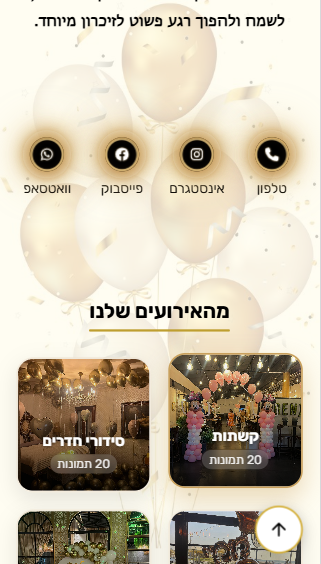 לשמח ולהפוך רגע פשוט לזיכרון מיוחד.
טלפון
אינסטגרם
פייסבוק
וואטסאפ
מהאירועים שלנו
קשתות
20 תמונות
סידורי חדרים
20 תמונות